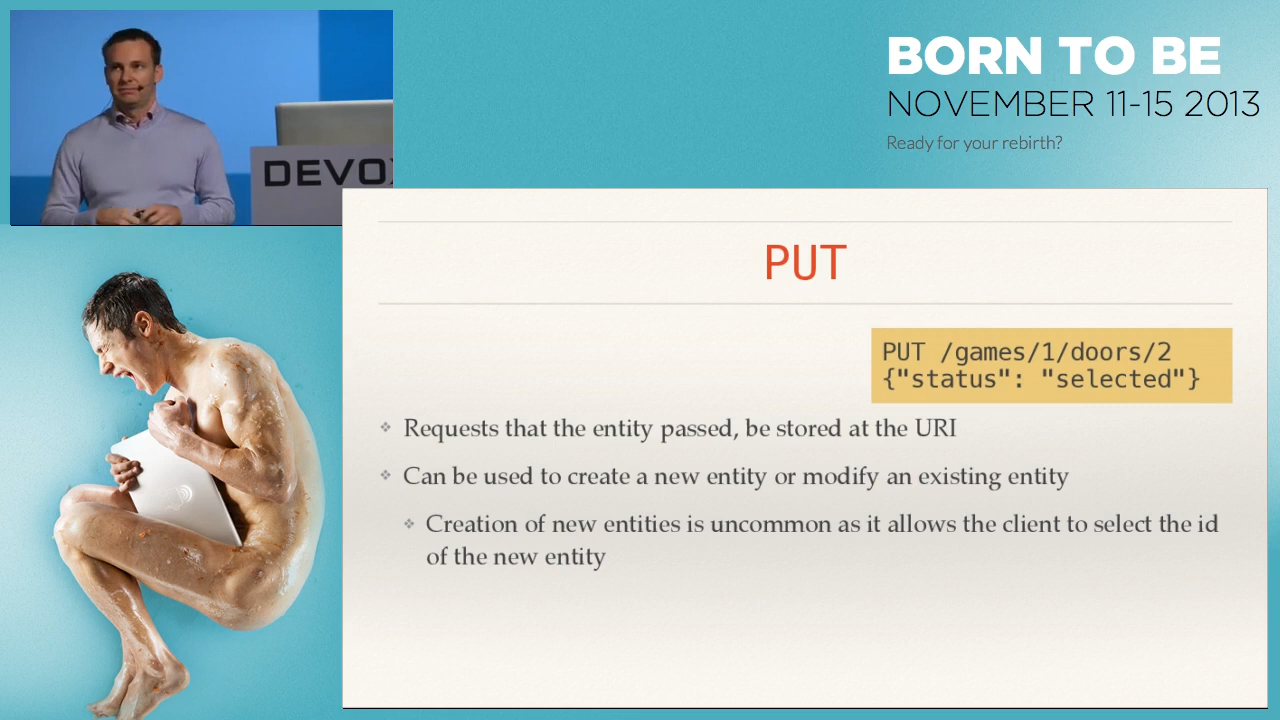 BORN TO BE
NOVEMBER 11-15 2013
Ready for your rebirth?
DEVOX
PUT
PUT /games/1/doors/2
{"status": "selected"}
❖ Requests that the entity passed, be stored at the URI
❖ Can be used to create a new entity or modify an existing entity
❖ Creation of new entities is uncommon as it allows the client to select the id
of the new entity